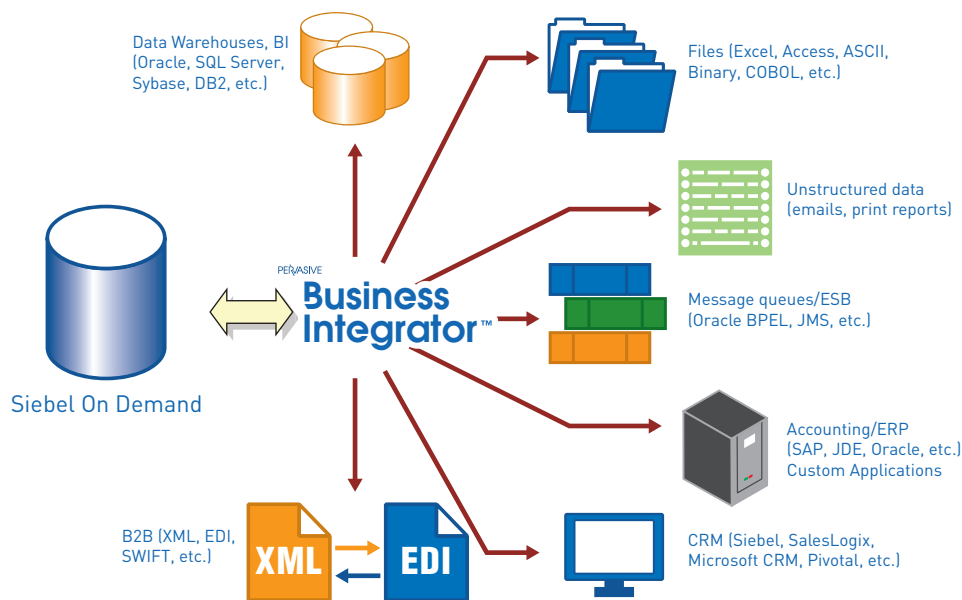 Data Warehouses, BI
(Oracle, SQL Server,
Sybase, DB2, etc.)
Files (Excel, Access, ASCII,
Binary, COBOL, etc.)
Unstructured data
(emails, print reports)
PERVASIVE
Business
Integrator™
Message queues/ESB
(Oracle BPEL, JMS, etc.)
Siebel On Demand
Accounting/ERP
(SAP, JDE, Oracle, etc.)
Custom Applications
B2B (XML, EDI,
SWIFT, etc.)
XML
EDI
CRM (Siebel, SalesLogix,
Microsoft CRM, Pivotal, etc.)